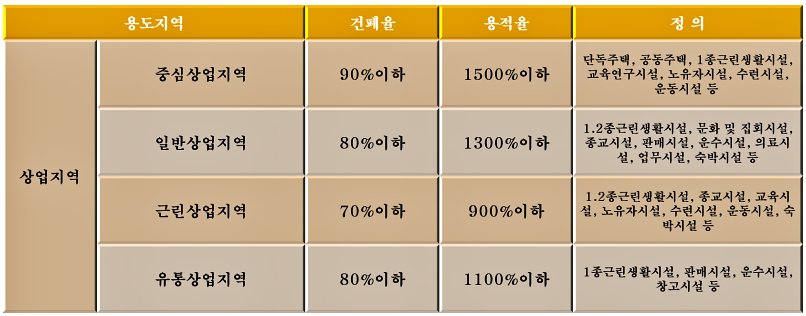 용도지역 건폐율 용적율 정 의
상업지역
중심상업지역 90%이하 1500%이하
단독주택, 공동주택, 1종근린생활시설,
교육연구시설, 노유자시설, 수련시설,
운동시설 등
일반상업지역 80%이하 1300%이하
1.2종근린생활시설, 문화 및 집회시설,
종교시설, 판매시설, 운수시설, 의료시
설, 업무시설, 숙박시설 등
근린상업지역 70%이하 900%이하
1.2종근린생활시설, 종교시설, 교육시
설, 노유자시설, 수련시설, 운동시설, 숙
박시설 등
유통상업지역 80%이하 1100%이하
1종근린생활시설, 판매시설, 운수시설,
창고시설 등